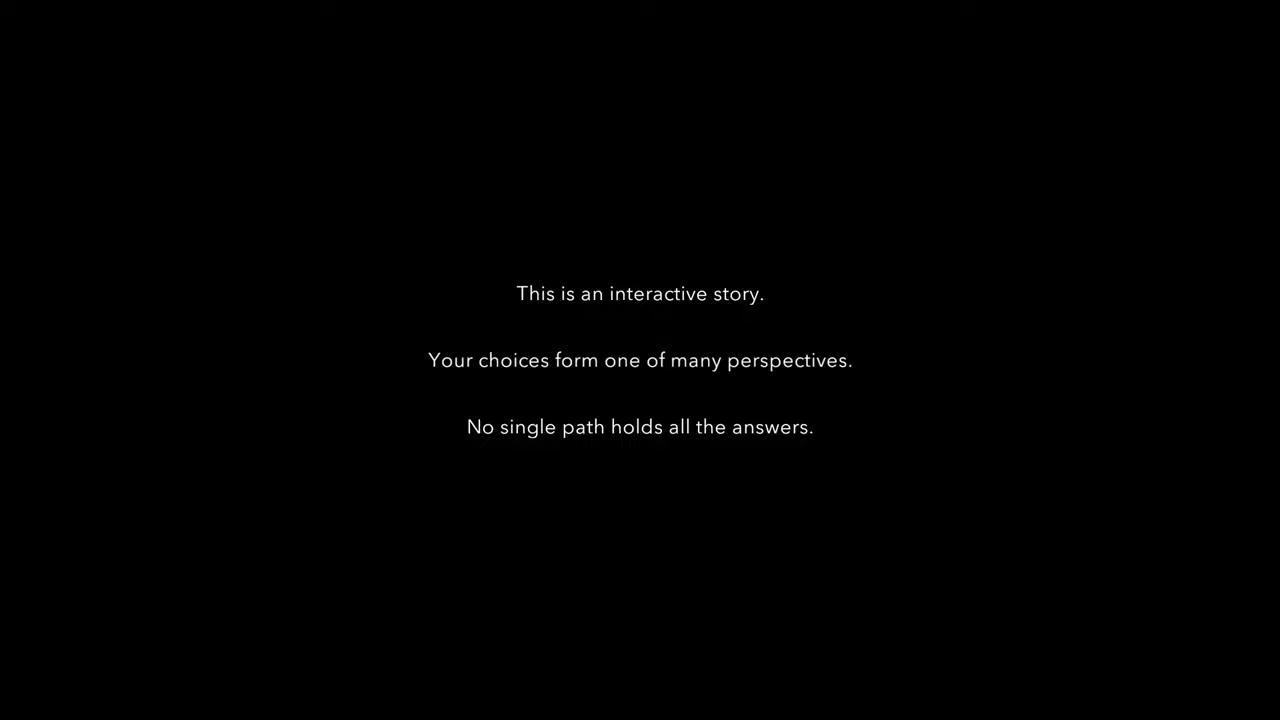 This is an interactive story.
Your choices form one of many perspectives.
No single path holds all the answers.